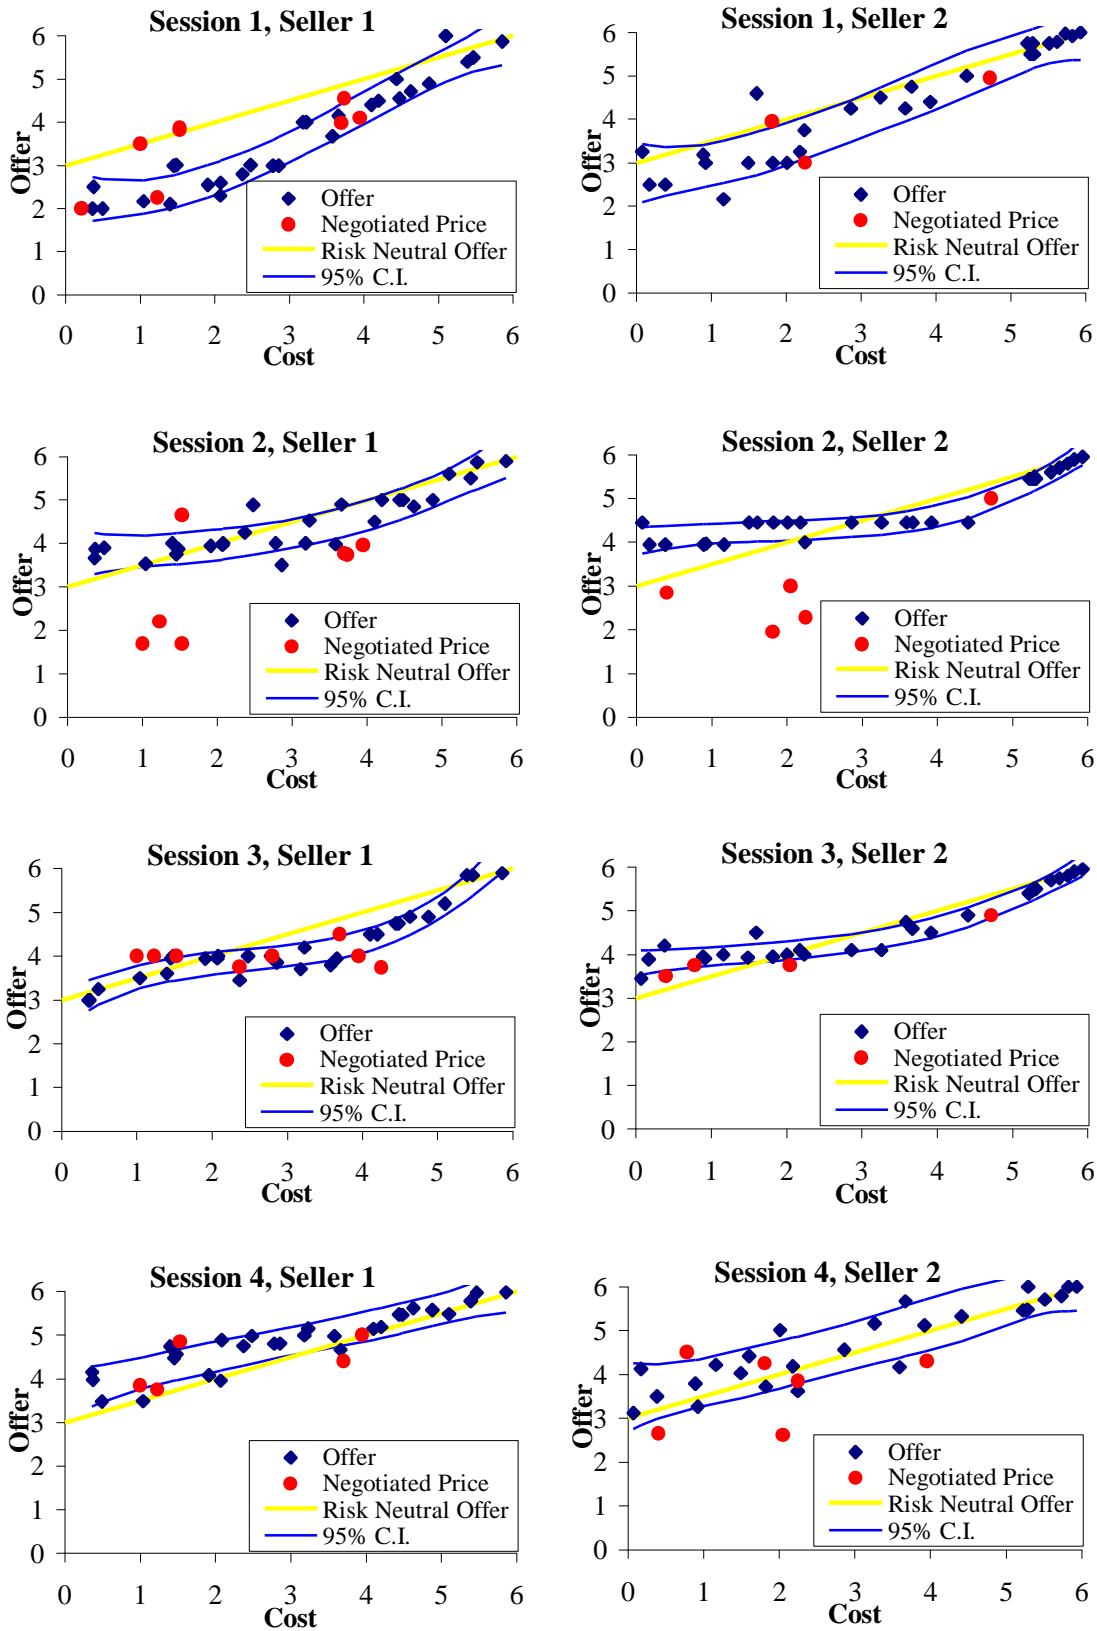 Session 1, Seller 1
6
5
4
3
2
1
0
Offer
Offer
Negotiated Price
Risk Neutral Offer
95% C.I.
0 1 2 3 4 5 6
Cost
Session 1, Seller 2
6
5
4
3
2
1
0
Offer
Offer
Negotiated Price
Risk Neutral Offer
95% C.I.
0 1 2 3 4 5 6
Cost
Session 2, Seller 1
6
5
4
3
2
1
0
Offer
Offer
Negotiated Price
Risk Neutral Offer
95% C.I.
0 1 2 3 4 5 6
Cost
Session 2, Seller 2
6
5
4
3
2
1
0
Offer
Offer
Negotiated Price
Risk Neutral Offer
95% C.I.
0 1 2 3 4 5 6
Cost
Session 3, Seller 1
6
5
4
3
2
1
0
Offer
Offer
Negotiated Price
Risk Neutral Offer
95% C.I.
0 1 2 3 4 5 6
Cost
Session 3, Seller 2
6
5
4
3
2
1
0
Offer
Offer
Negotiated Price
Risk Neutral Offer
95% C.I.
0 1 2 3 4 5 6
Cost
Session 4, Seller 1
6
5
4
3
2
1
0
Offer
Offer
Negotiated Price
Risk Neutral Offer
95% C.I.
0 1 2 3 4 5 6
Cost
Session 4, Seller 2
6
5
4
3
2
1
0
Offer
Offer
Negotiated Price
Risk Neutral Offer
95% C.I.
0 1 2 3 4 5 6
Cost